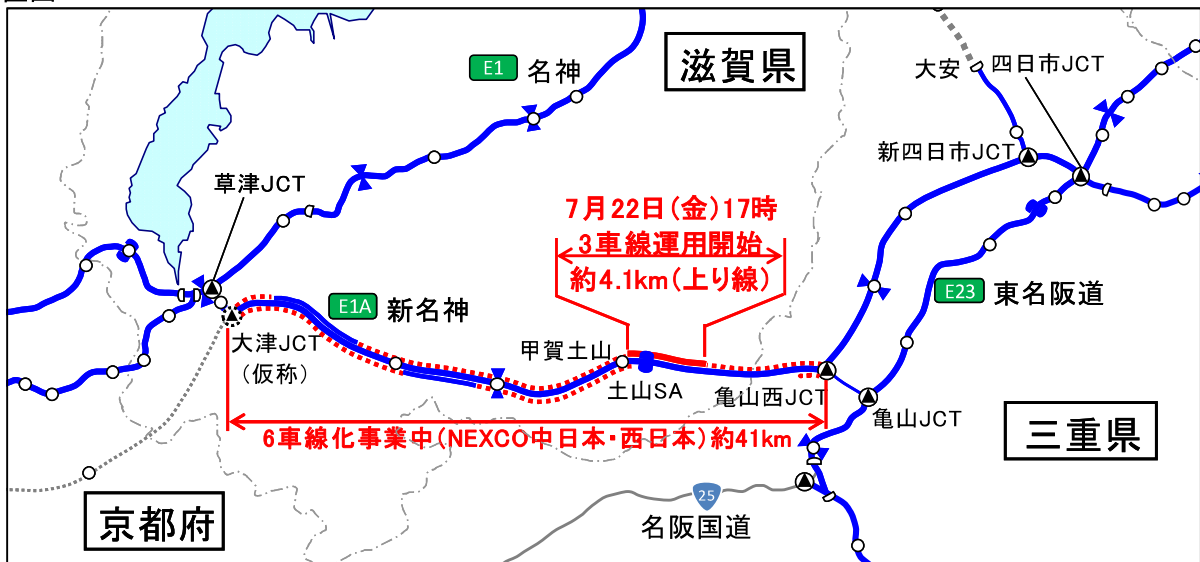 E1 名神
滋賀県
大安
四日市JCT
新四日市JCT
草津JCT
7月22日(金)17時
3車線運用開始
約4.1km(上り線)
E23 東名阪道
E1A 新名神
大津JCT
(仮称)
甲賀土山
土山SA
亀山西JCT
亀山JCT
6車線化事業中(NEXCO中日本・西日本)約41km
三重県
京都府
25
名阪国道